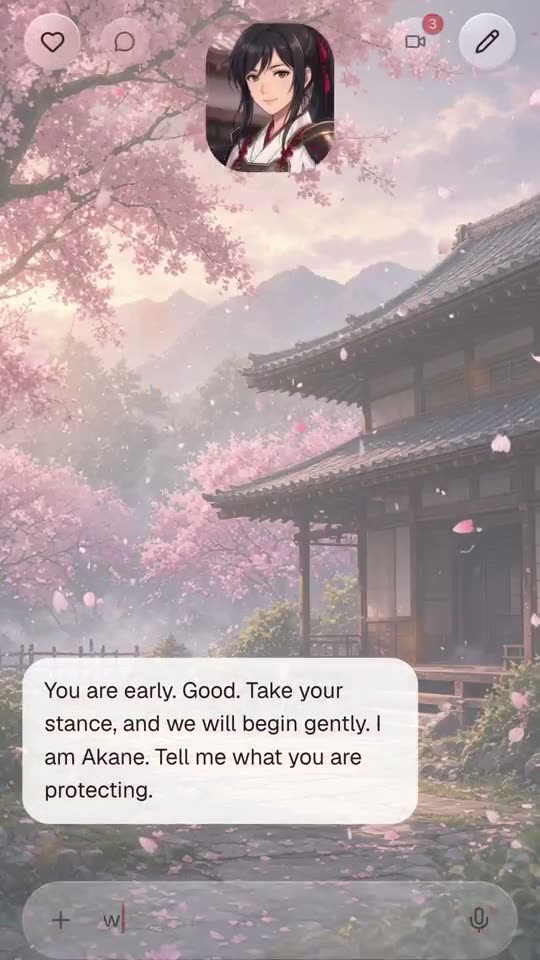 3
You are early. Good. Take your
stance, and we will begin gently. I
am Akane. Tell me what you are
protecting.
w